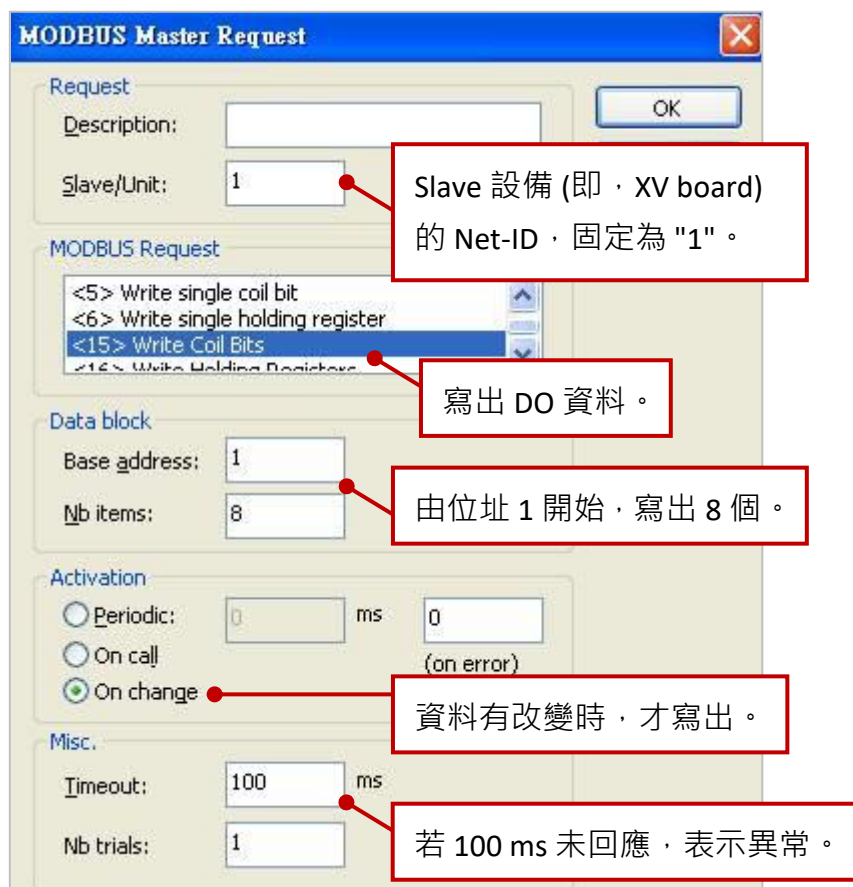 MODBUS Master Request
Request
OK
Description:
Slave/Unit:
1
Slave 設備 (即，XV board)
的 Net-ID，固定為 "1"。
MODBUS Request
<5> Write single coil bit
<6> Write single holding register
<15> Write Coil Bits
<16> Write Holding Registers
寫出 DO 資料。
Data block
Base address:
1
Nb items:
8
由位址 1 開始，寫出 8 個。
Activation
Periodic:
0
ms
0
On call
(on error)
On change
資料有改變時，才寫出。
Misc.
Timeout:
100
ms
Nb trials:
1
若 100 ms 未回應，表示異常。